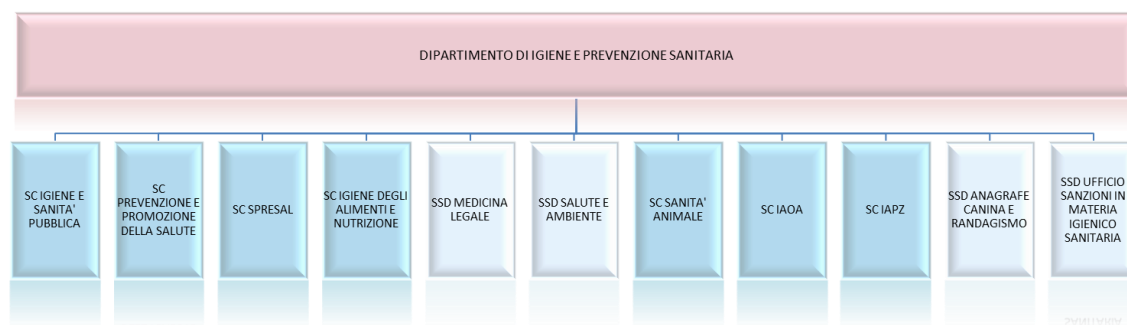 DIPARTIMENTO DI IGIENE E PREVENZIONE SANITARIA
SC IGIENE E
SANITA' PUBBLICA
SC
PREVENZIONE E
PROMOZIONE
DELLA SALUTE
SC SPRESAL
SC IGIENE DEGLI
ALIMENTI E
NUTRIZIONE
SSD MEDICINA
LEGALE
SSD SALUTE E
AMBIENTE
SC SANITA'
ANIMALE
SC IAOA
SC IAPZ
SSD ANAGRAFE
CANINA E
RANDAGISMO
SSD UFFICIO
SANZIONI IN
MATERIA
IGIENICO
SANITARIA